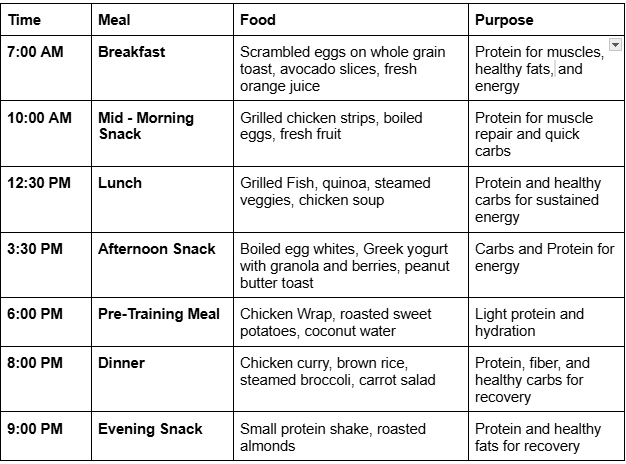 Time Meal Food Purpose
7:00 AM Breakfast Scrambled eggs on whole grain Protein for muscles,
toast, avocado slices, fresh healthy fats, and
orange juice energy
10:00 AM Mid - Morning Grilled chicken strips, boiled Protein for muscle
Snack eggs, fresh fruit repair and quick
carbs
12:30 PM Lunch Grilled Fish, quinoa, steamed Protein and healthy
veggies, chicken soup carbs for sustained
energy
3:30 PM Afternoon Snack Boiled egg whites, Greek yogurt Carbs and Protein for
with granola and berries, peanut energy
butter toast
6:00 PM Pre-Training Meal Chicken Wrap, roasted sweet Light protein and
potatoes, coconut water hydration
8:00 PM Dinner Chicken curry, brown rice, Protein, fiber, and
steamed broccoli, carrot salad healthy carbs for
recovery
9:00 PM Evening Snack Small protein shake, roasted Protein and healthy
almonds fats for recovery